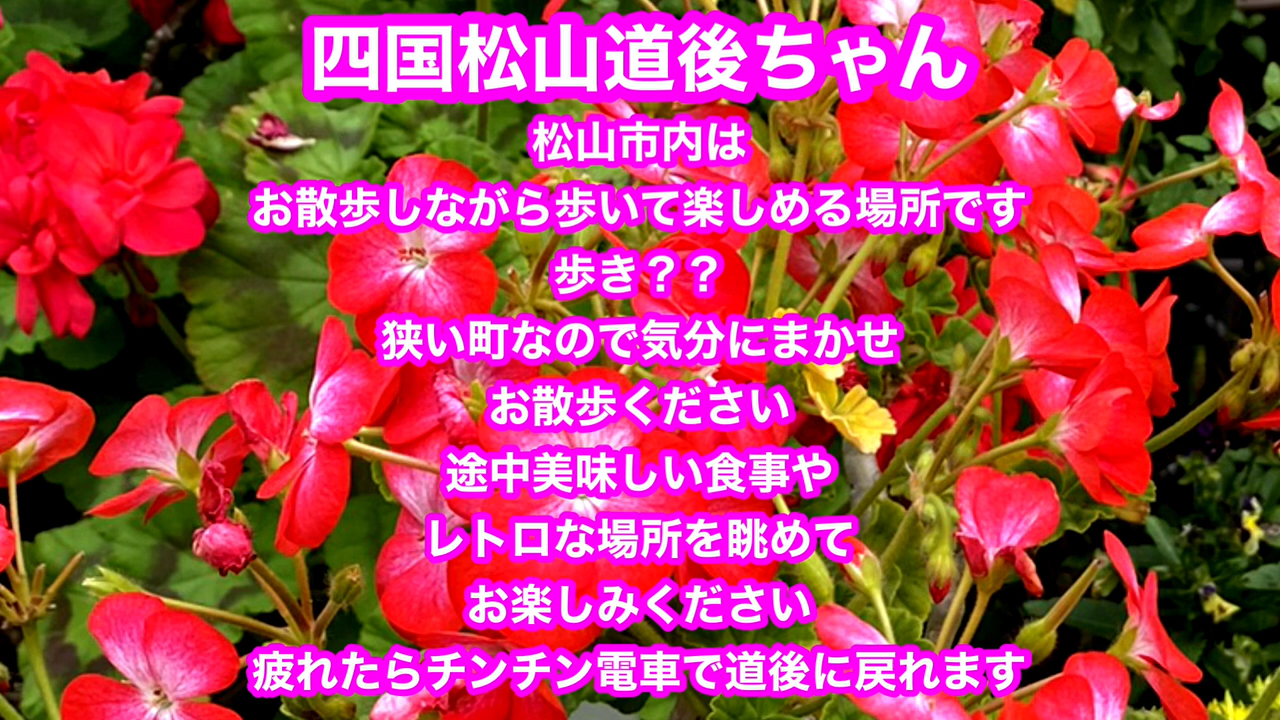 四国松山道後ちゃん
松山市内は
お散歩しながら歩いて楽しめる場所です
歩き？？
狭い町なので気分にまかせ
お散歩ください
途中美味しい食事や
レトロな場所を眺めて
お楽しみください
疲れたらチンチン電車で道後に戻れます